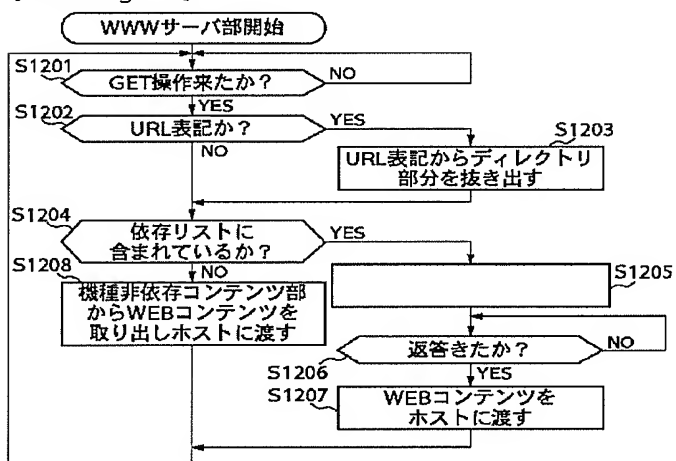 WWWサーバ部開始
S1201
GET操作来たか？
NO
YES
S1202
URL表記か？
YES
NO
S1203
URL表記からディレクトリ
部分を抜き出す
S1204
依存リストに
含まれているか？
YES
NO
S1208
機種非依存コンテンツ部
からWEBコンテンツを
取り出しホストに渡す
S1205
返答きたか？
NO
S1206
YES
S1207
WEBコンテンツを
ホストに渡す